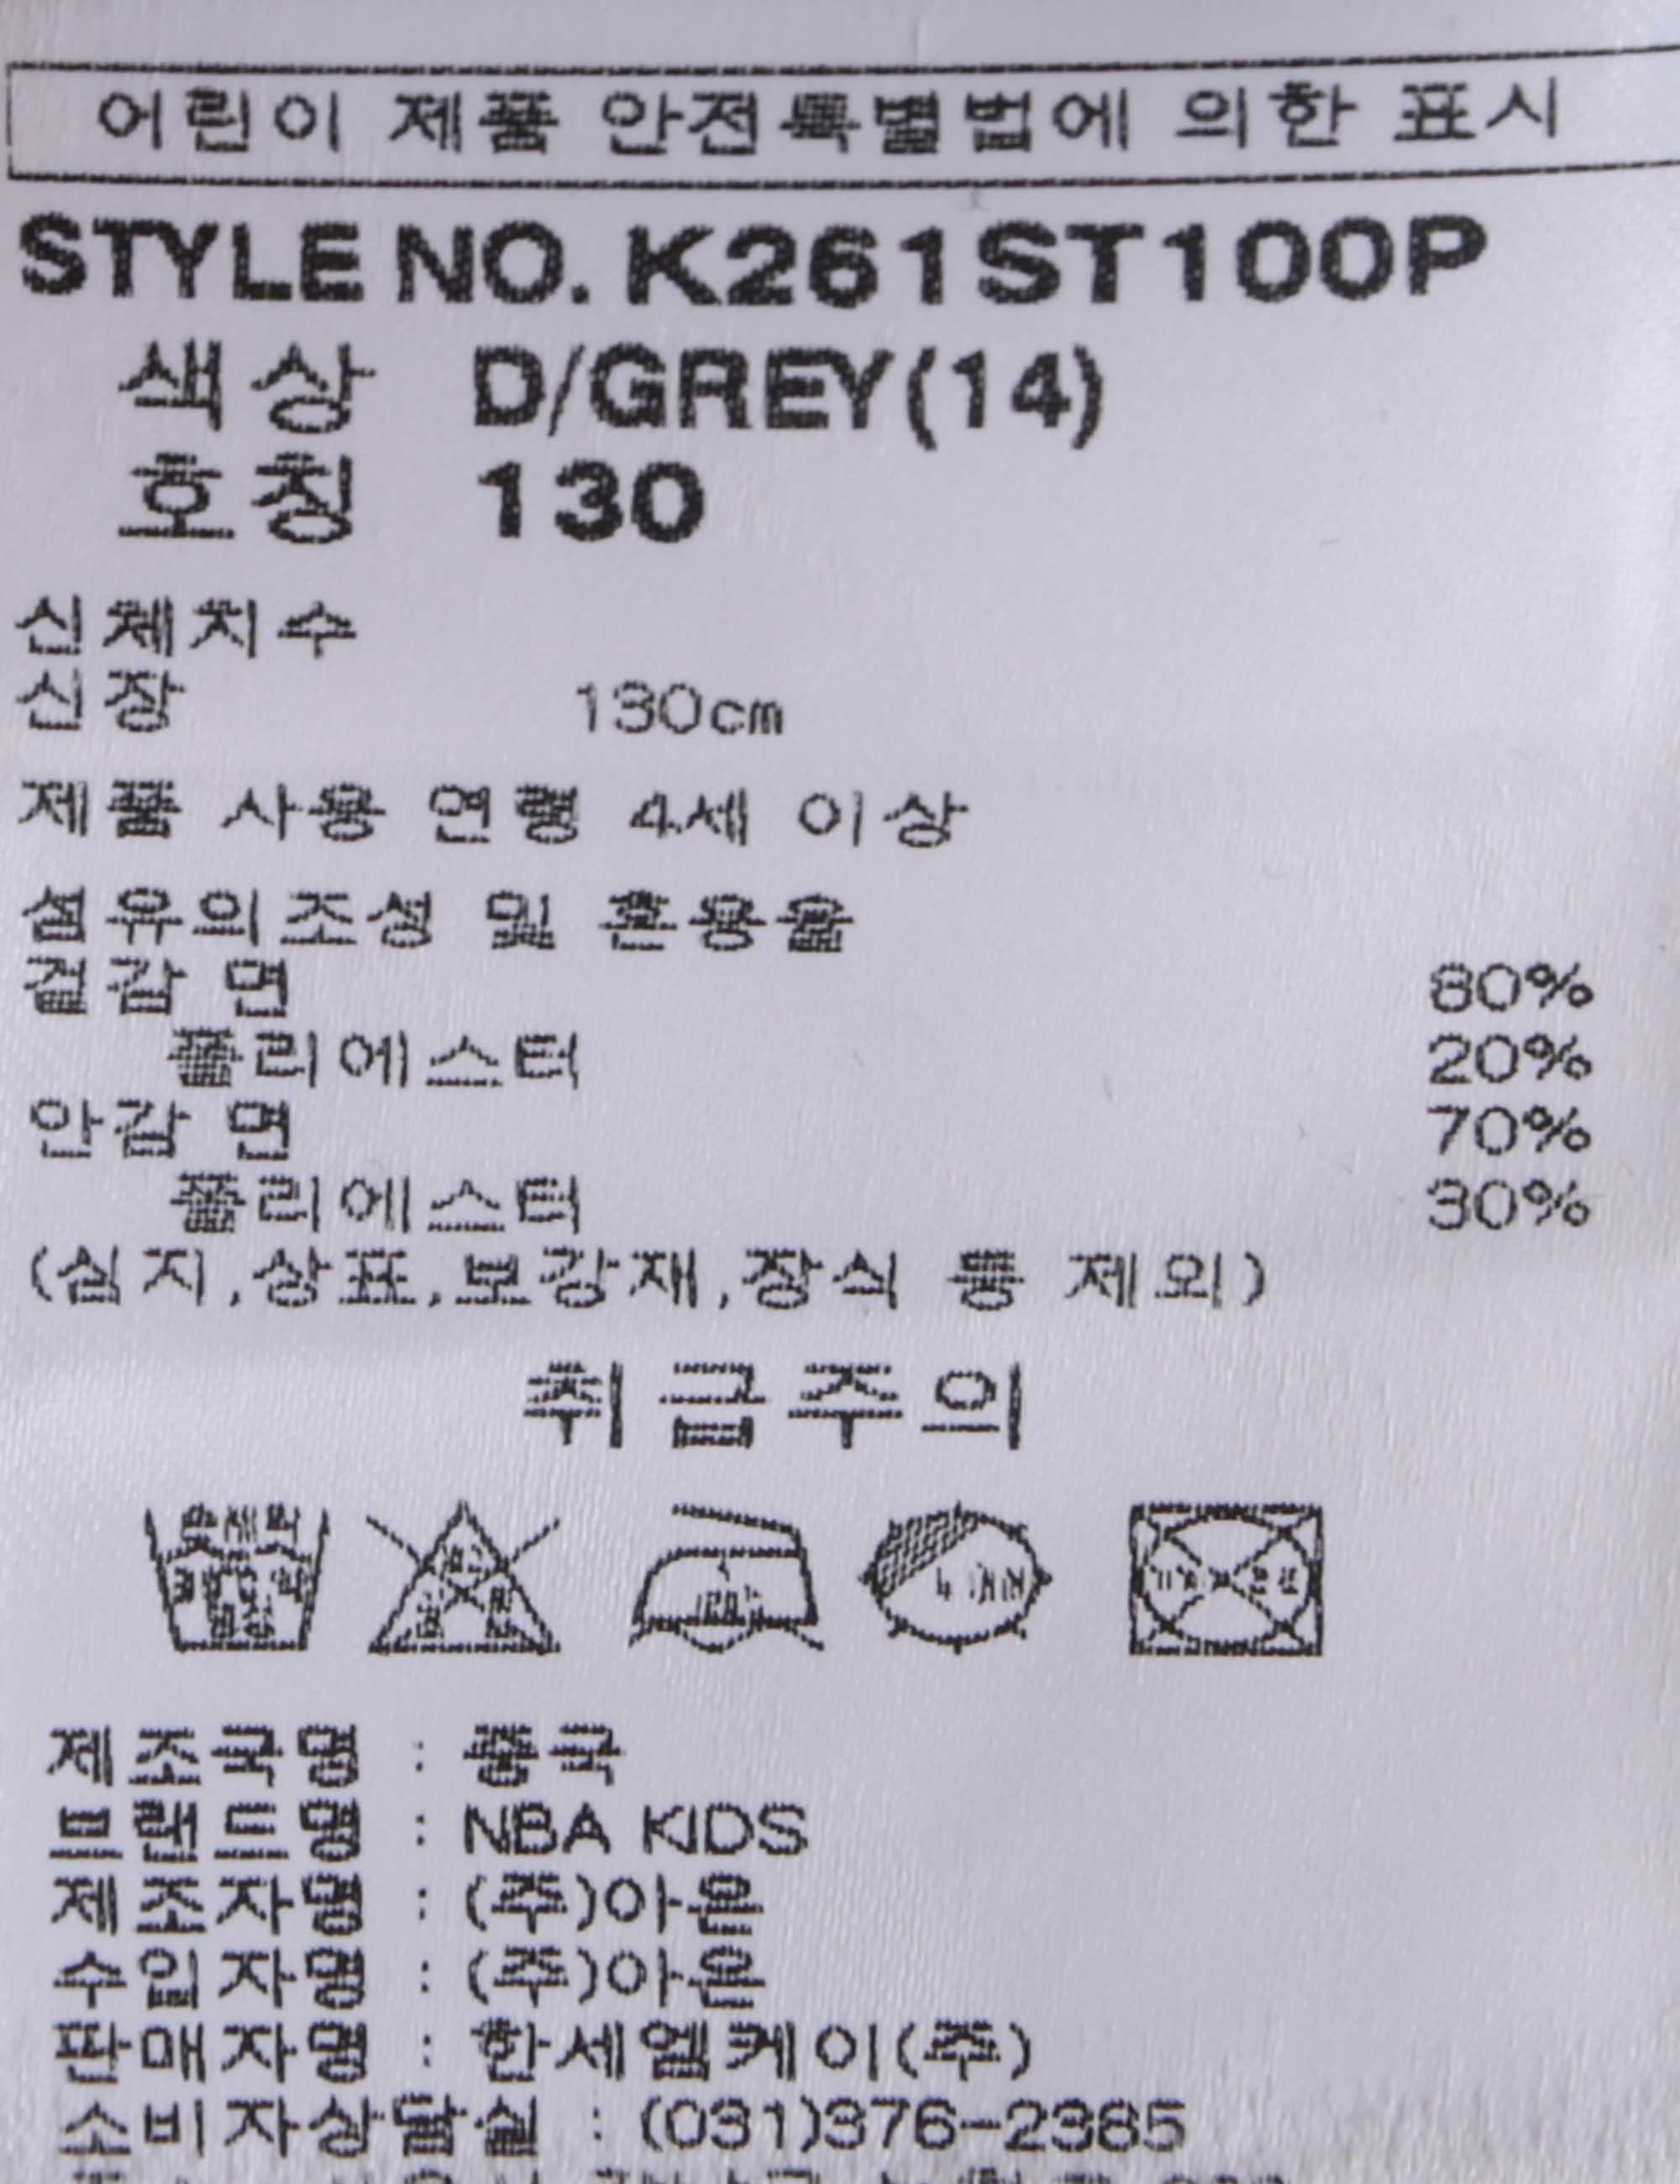 어린이 제품 안전특별법에 의한 표시
STYLE NO. K261ST100P
색상 D/GREY(14)
호칭 130
신체치수
신장 130cm
제품 사용 연령 4세 이상
섬유의조성 및 혼용율
겉감 면 80%
폴리에스터 20%
안감 면 70%
폴리에스터 30%
(심지,상표,보강재,장식 등 제외)
취급주의
제조국명 : 중국
브랜드명 : NBA KIDS
제조자명 : (주)아온
수입자명 : (주)아온
판매자명 : 한세엠케이(주)
소비자상담실 : (031)376-2385